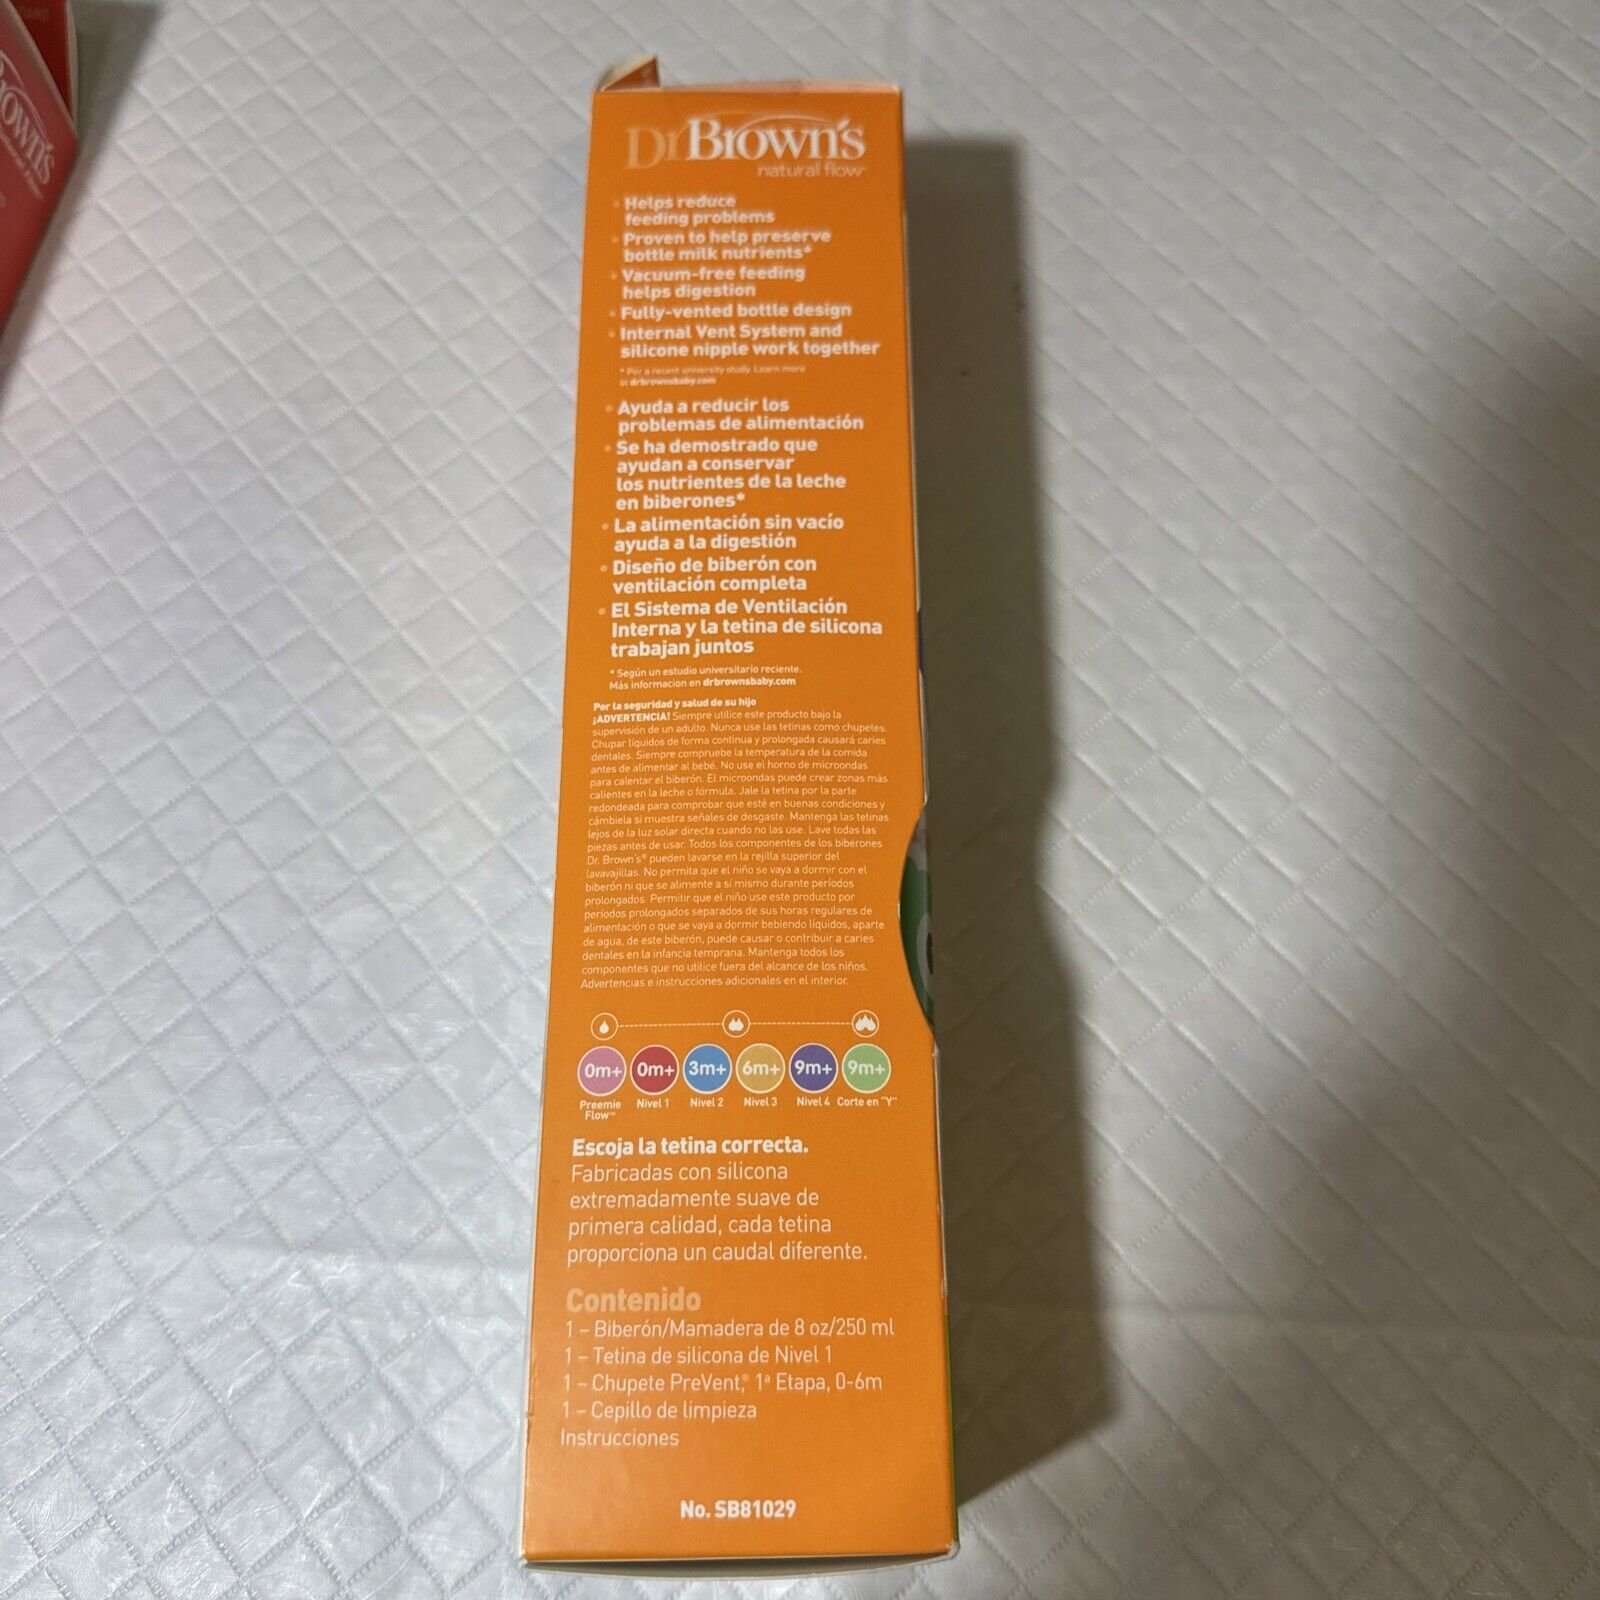 Dr Brown's
natural flow
• Helps reduce
feeding problems
• Proven to help preserve
bottle milk nutrients*
• Vacuum-free feeding
helps digestion
• Fully-vented bottle design
• Internal Vent System and
silicone nipple work together
* Per a recent university study. Learn more
at drbrownsbaby.com
• Ayuda a reducir los
problemas de alimentación
• Se ha demostrado que
ayudan a conservar
los nutrientes de la leche
en biberones*
• La alimentación sin vacío
ayuda a la digestión
• Diseño de biberón con
ventilación completa
• El Sistema de Ventilación
Interna y la tetina de silicona
trabajan juntos
* Según un estudio universitario reciente.
Más informacion en drbrownsbaby.com
Por la seguridad y salud de su hijo
¡ADVERTENCIA! Siempre utilice este producto bajo la
supervisión de un adulto. Nunca use las tetinas como chupetes.
Chupar líquidos de forma continua y prolongada causará caries
dentales. Siempre compruebe la temperatura de la comida
antes de alimentar al bebé. No use el horno de microondas
para calentar el biberón. El microondas puede crear zonas más
calientes en la leche o fórmula. Jale la tetina por la parte
redondeada para comprobar que esté en buenas condiciones y
cámbiela si muestra señales de desgaste. Mantenga las tetinas
lejos de la luz solar directa cuando no las use. Lave todas las
piezas antes de usar. Todos los componentes de los biberones
Dr. Brown's® pueden lavarse en la rejilla superior del
lavavajillas. No permita que el niño se vaya a dormir con el
biberón ni que se alimente a sí mismo durante períodos
prolongados. Permitir que el niño use este producto por
períodos prolongados separados de sus horas regulares de
alimentación o que se vaya a dormir bebiendo líquidos, aparte
de agua, de este biberón, puede causar o contribuir a caries
dentales en la infancia temprana. Mantenga todos los
componentes que no utilice fuera del alcance de los niños.
Advertencias e instrucciones adicionales en el interior.
0m+ 0m+ 3m+ 6m+ 9m+ 9m+
Preemie Nivel 1 Nivel 2 Nivel 3 Nivel 4 Corte en "Y"
Flow™
Escoja la tetina correcta.
Fabricadas con silicona
extremadamente suave de
primera calidad, cada tetina
proporciona un caudal diferente.
Contenido
1 – Biberón/Mamadera de 8 oz/250 ml
1 – Tetina de silicona de Nivel 1
1 – Chupete PreVent,® 1ª Etapa, 0-6m
1 – Cepillo de limpieza
Instrucciones
No. SB81029